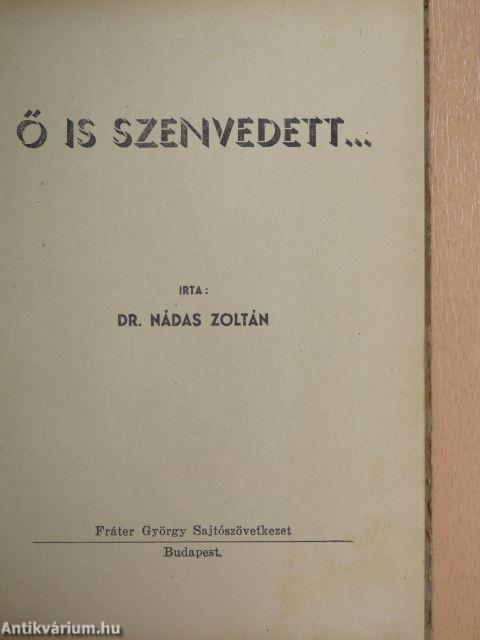 Ő IS SZENVEDETT...
IRTA:
DR. NÁDAS ZOLTÁN
Fráter György Sajtószövetkezet
Budapest.
Antikvárium.hu